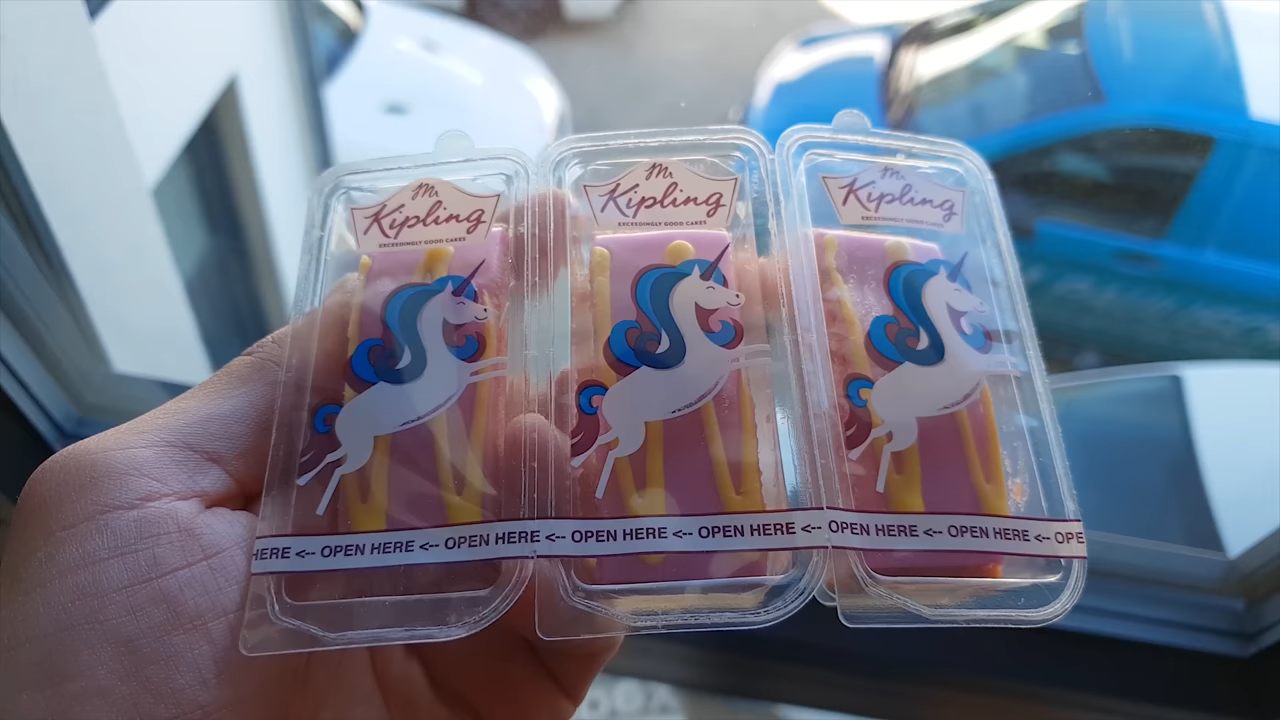 Mr
Kipling
EXCEEDINGLY GOOD CAKES
Mr
Kipling
EXCEEDINGLY GOOD CAKES
Mr
Kipling
EXCEEDINGLY GOOD CAKES
HERE <-- OPEN HERE <-- OPEN HERE <-- OPEN HERE <-- OPEN HERE <-- OPEN HERE <-- OPEN HERE <-- OPE